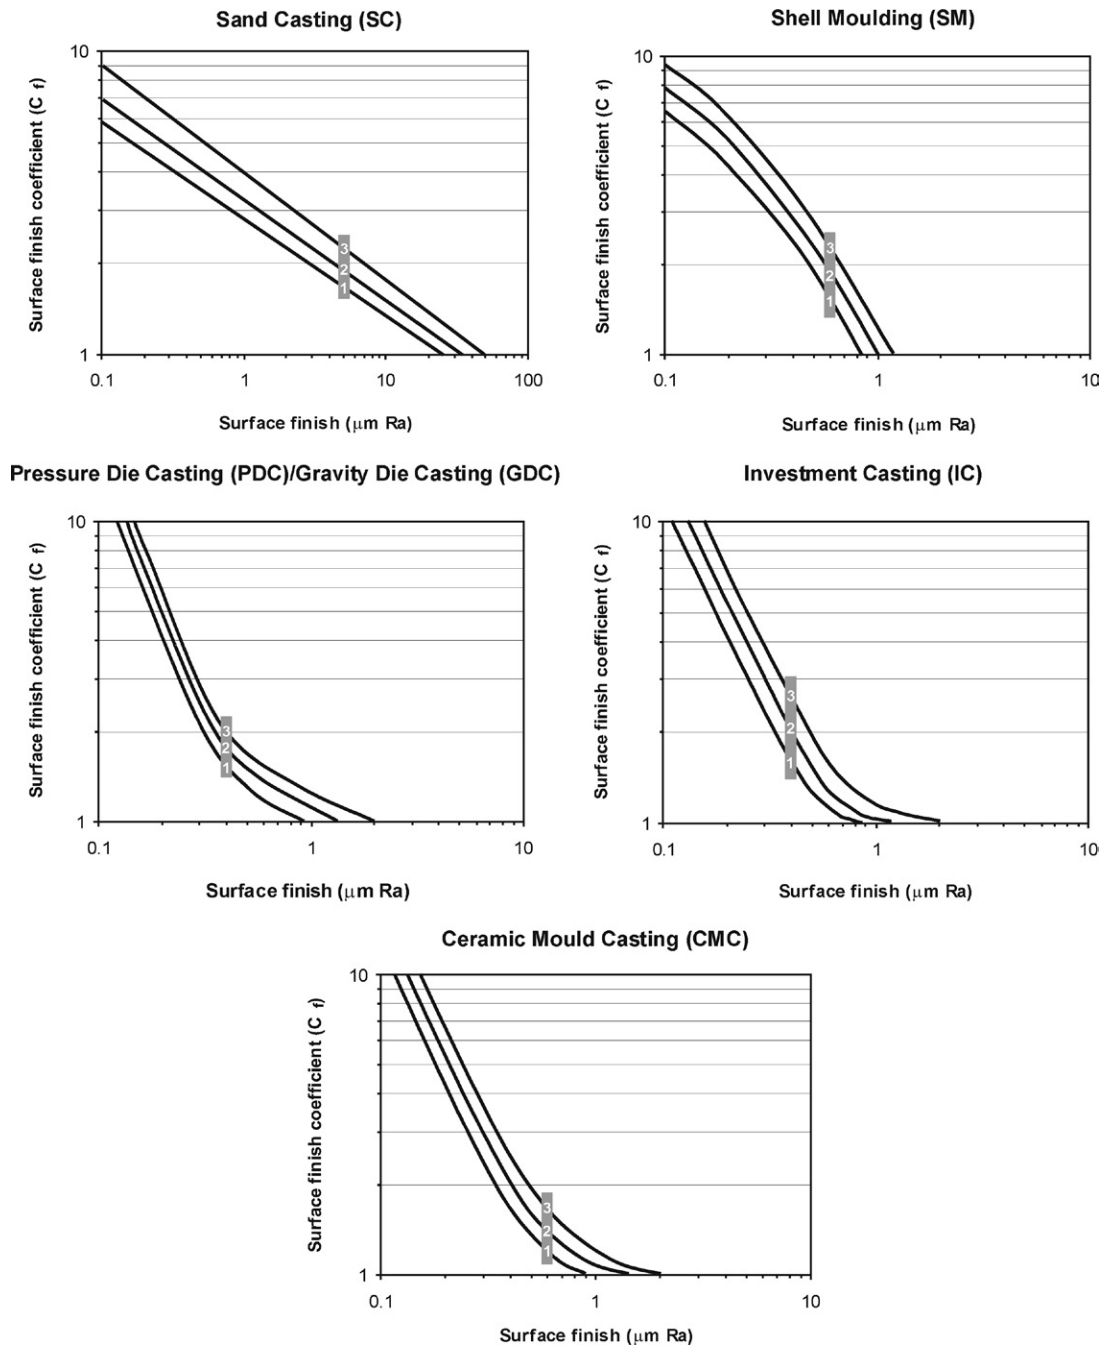 Sand Casting (SC)
Surface finish coefficient (C f)
10
1
3
2
1
0.1
1
10
100
Surface finish (μm Ra)
Shell Moulding (SM)
Surface finish coefficient (C f)
10
1
3
2
1
0.1
1
10
Surface finish (μm Ra)
Pressure Die Casting (PDC)/Gravity Die Casting (GDC)
Surface finish coefficient (C f)
10
1
3
2
1
0.1
1
10
Surface finish (μm Ra)
Investment Casting (IC)
Surface finish coefficient (C f)
10
1
3
2
1
0.1
1
10
Surface finish (μm Ra)
Ceramic Mould Casting (CMC)
Surface finish coefficient (C f)
10
1
3
2
1
0.1
1
10
Surface finish (μm Ra)